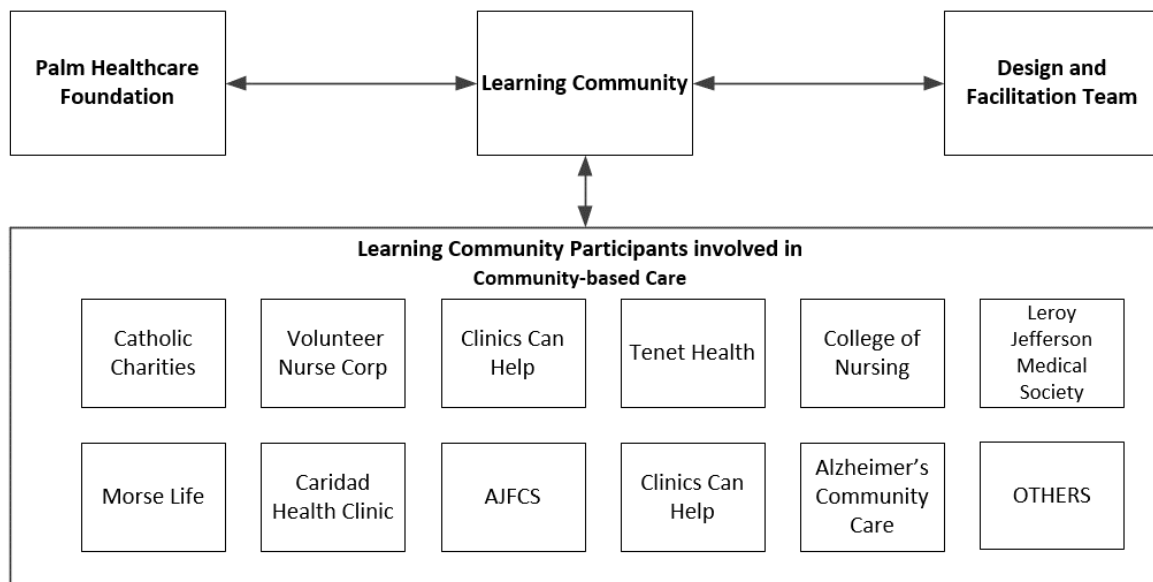 Palm Healthcare
Foundation
Learning Community
Design and
Facilitation Team
Learning Community Participants involved in
Community-based Care
Catholic
Charities
Volunteer
Nurse Corp
Clinics Can
Help
Tenet Health
College of
Nursing
Leroy
Jefferson
Medical
Society
Morse Life
Caridad
Health Clinic
AJFCS
Clinics Can
Help
Alzheimer’s
Community
Care
OTHERS